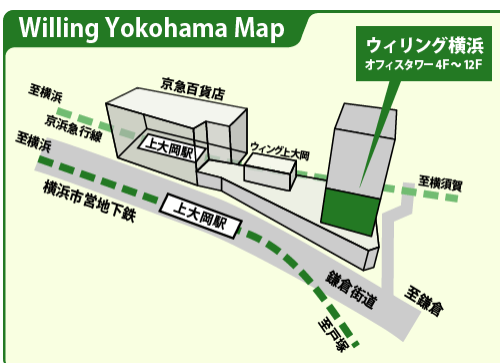 Willing Yokohama Map
ウィリング横浜
オフィスタワー4F～12F
京急百貨店
至横浜
京浜急行線
上大岡駅
ウィング上大岡
至横須賀
至横浜
横浜市営地下鉄
上大岡駅
鎌倉街道
至鎌倉
至戸塚